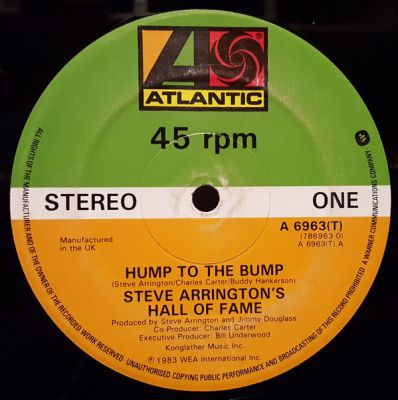 ATLANTIC
45 rpm
STEREO ONE
A 6963(T)
(786963-0)
A 6963(T) A
Manufactured
in the UK
HUMP TO THE BUMP
(Steve Arrington/Charles Carter/Buddy Hankerson)
STEVE ARRINGTON'S
HALL OF FAME
Produced by Steve Arrington and Jimmy Douglass
Co-Producer: Charles Carter
Executive Producer: Bill Underwood
Konglather Music Inc.
℗ 1983 WEA International Inc.
ALL RIGHTS OF THE MANUFACTURER AND OF THE OWNER OF THE RECORDED WORK RESERVED. UNAUTHORISED COPYING PUBLIC PERFORMANCE AND BROADCASTING OF THIS RECORD PROHIBITED. A WARNER COMMUNICATIONS COMPANY